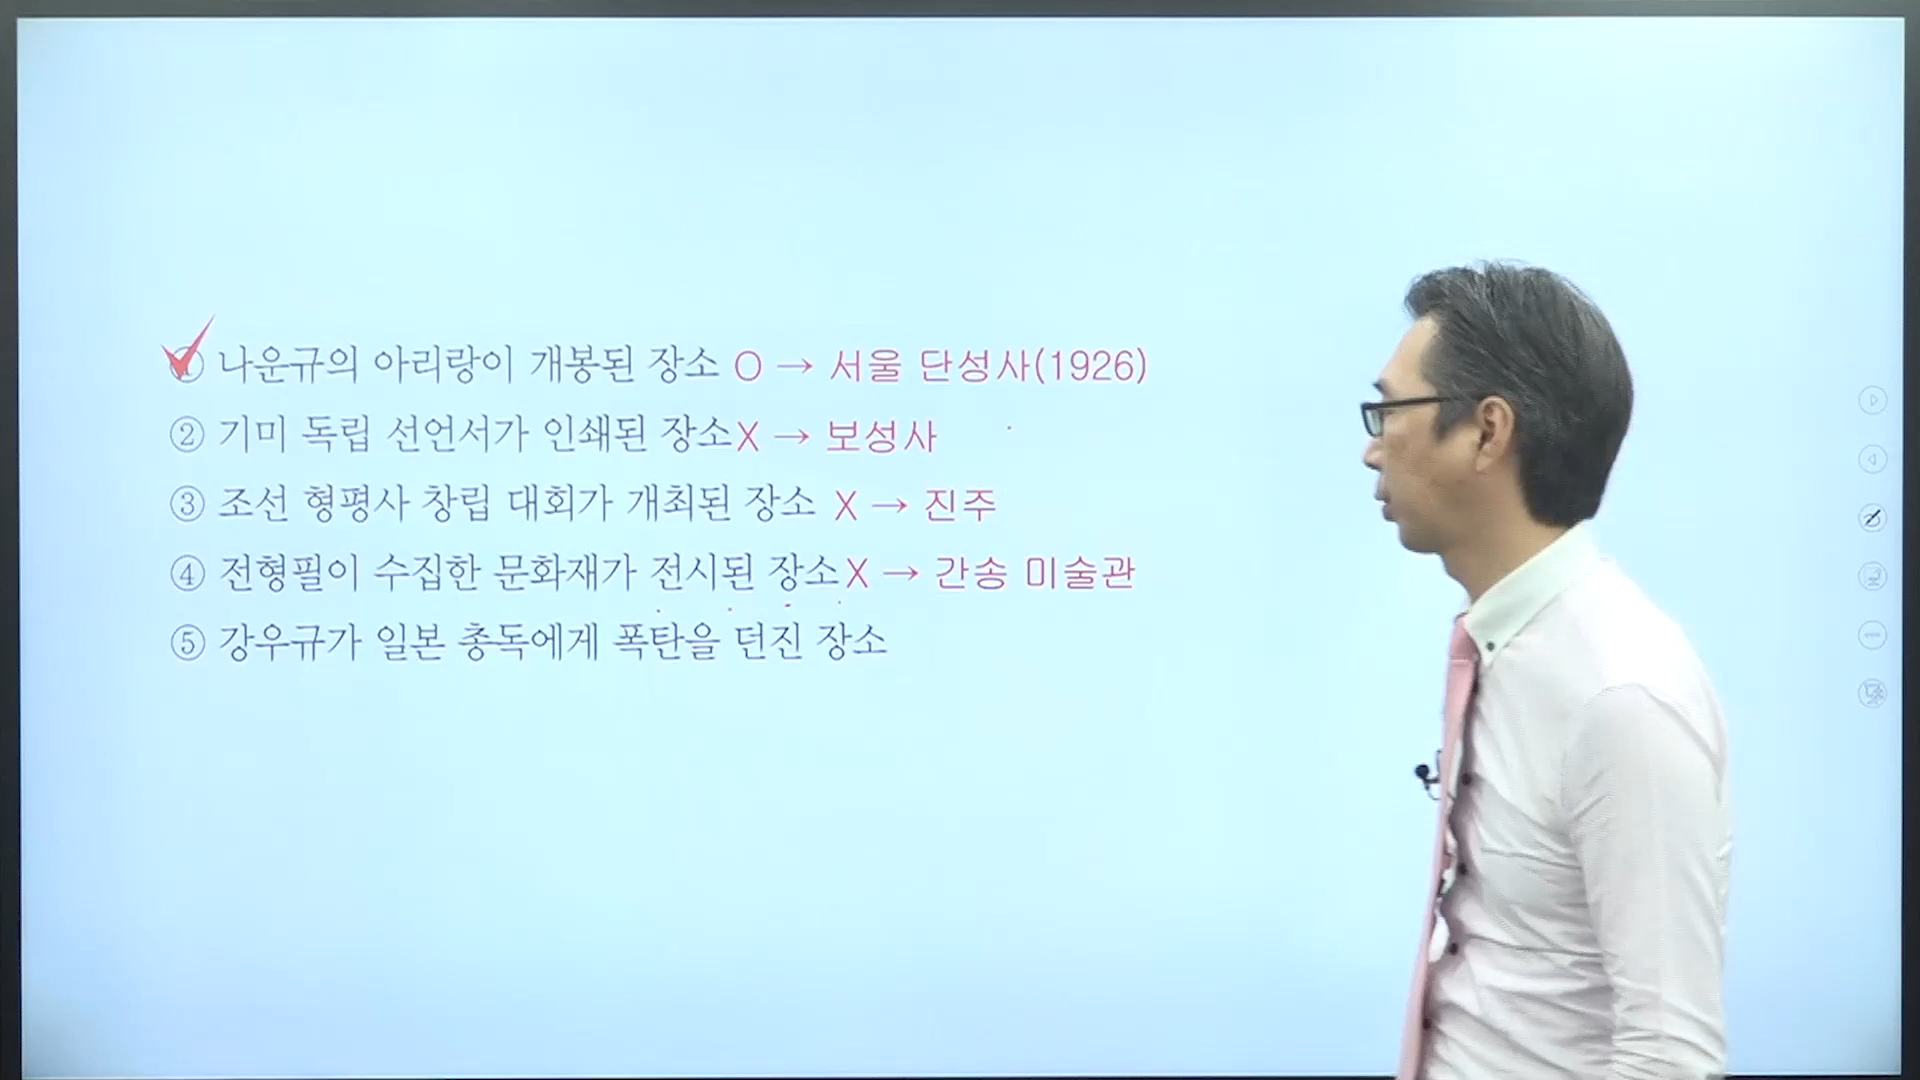 ① 나운규의 아리랑이 개봉된 장소 O → 서울 단성사(1926)
② 기미 독립 선언서가 인쇄된 장소X → 보성사
③ 조선 형평사 창립 대회가 개최된 장소 X → 진주
④ 전형필이 수집한 문화재가 전시된 장소X → 간송 미술관
⑤ 강우규가 일본 총독에게 폭탄을 던진 장소